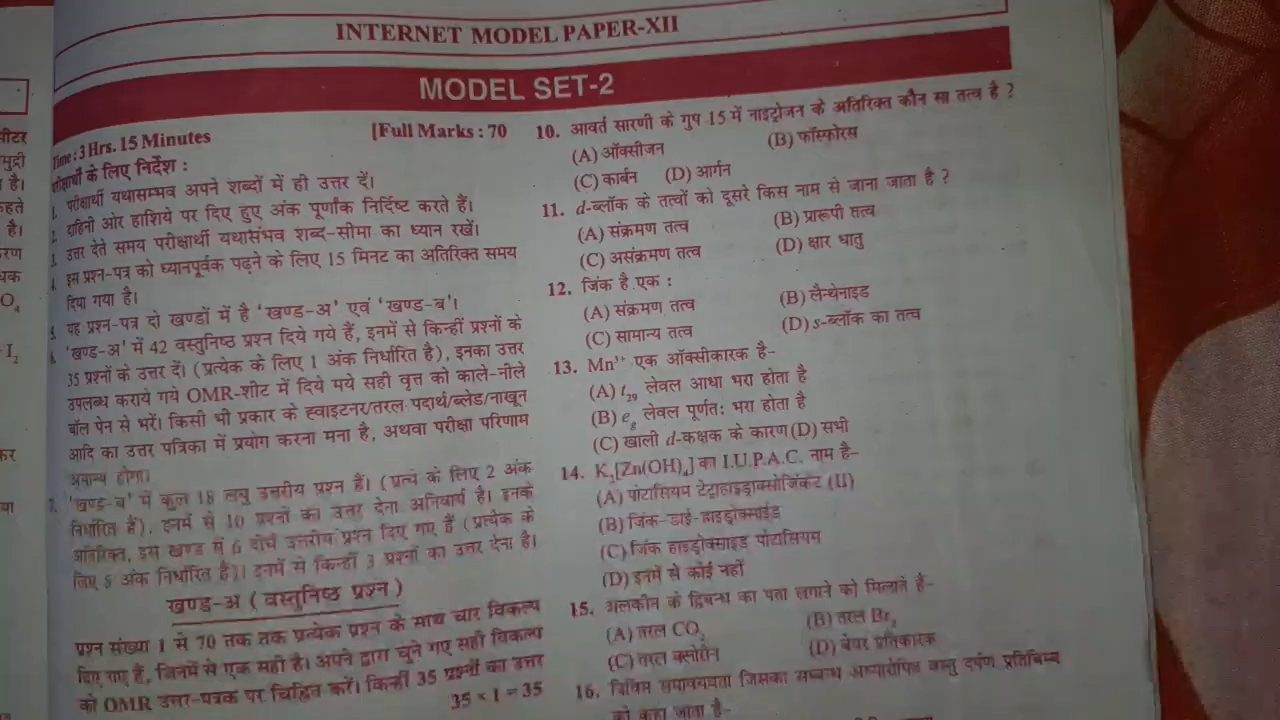 INTERNET MODEL PAPER-XII
MODEL SET-2
Time : 3 Hrs. 15 Minutes [Full Marks : 70
परीक्षार्थी के लिए निर्देश :
1. परीक्षार्थी यथासम्भव अपने शब्दों में ही उत्तर दें।
2. दाहिनी ओर हाशिये पर दिए हुए अंक पूर्णांक निर्दिष्ट करते हैं।
3. उत्तर देते समय परीक्षार्थी यथासंभव शब्द-सीमा का ध्यान रखें।
4. इस प्रश्न-पत्र को ध्यानपूर्वक पढ़ने के लिए 15 मिनट का अतिरिक्त समय
दिया गया है।
5. यह प्रश्न-पत्र दो खण्डों में है 'खण्ड-अ' एवं 'खण्ड-ब'।
6. 'खण्ड-अ' में 42 वस्तुनिष्ठ प्रश्न दिये गये हैं, इनमें से किन्हीं प्रश्नों के
35 प्रश्नों के उत्तर दें। (प्रत्येक के लिए 1 अंक निर्धारित है), इनका उत्तर
उपलब्ध कराये गये OMR-शीट में दिये मये सही वृत्त को काले-नीले
बॉल पेन से भरें। किसी भी प्रकार के ह्वाइटनर/तरल पदार्थ/ब्लेड/नाखून
आदि का उत्तर पत्रिका में प्रयोग करना मना है, अथवा परीक्षा परिणाम
अमान्य होगा।
7. 'खण्ड-ब' में कुल 18 लघु उत्तरीय प्रश्न हैं। (प्रत्ये के लिए 2 अंक
निर्धारित है), इनमें से 10 प्रश्नों का उत्तर देना अनिवार्य है। इनके
अतिरिक्त, इस खण्ड में 6 दीर्घ उत्तरीय प्रश्न दिए गए हैं (प्रत्येक के
लिए 5 अंक निर्धारित है)। इनमें से किन्हीं 3 प्रश्नों का उत्तर देना है।
खण्ड-अ ( वस्तुनिष्ठ प्रश्न )
प्रश्न संख्या 1 से 70 तक तक प्रत्येक प्रश्न के साथ चार विकल्प
दिए गए हैं, जिनमें से एक सही है। अपने द्वारा चुने गए सही विकल्प
को OMR उत्तर-पत्रक पर चिह्नित करें। किन्हीं 35 प्रश्नों का उत्तर
35 × 1 = 35
10. आवर्त सारणी के ग्रुप 15 में नाइट्रोजन के अतिरिक्त कौन सा तत्व है ?
(A) ऑक्सीजन (B) फॉस्फोरस
(C) कार्बन (D) आर्गन
11. d-ब्लॉक के तत्वों को दूसरे किस नाम से जाना जाता है ?
(A) संक्रमण तत्व (B) प्रारूपी तत्व
(C) असंक्रमण तत्व (D) क्षार धातु
12. जिंक है एक :
(A) संक्रमण तत्व (B) लैन्थेनाइड
(C) सामान्य तत्व (D) s-ब्लॉक का तत्व
13. Mn³⁺ एक ऑक्सीकारक है-
(A) t₂₉ लेवल आधा भरा होता है
(B) e_g लेवल पूर्णतः भरा होता है
(C) खाली d-कक्षक के कारण (D) सभी
14. K₂[Zn(OH)₄] का I.U.P.A.C. नाम है-
(A) पोटासियम टेट्राहाइड्राक्सोजिंकेट (II)
(B) जिंक-डाई-हाइड्रोक्साईड
(C) जिंक हाइड्रोक्साइड पोटासियम
(D) इनमें से कोई नहीं
15. अलकीन के द्विबन्ध का पता लगाने को मिलाते हैं-
(A) तरल CO₂ (B) तरल Br₂
(C) तरल क्लोरीन (D) बेयर प्रतिकारक
16. त्रिविम समावयवता जिसका सम्बन्ध अध्यारोपित वस्तु दर्पण प्रतिबिम्ब
को कहा जाता है-